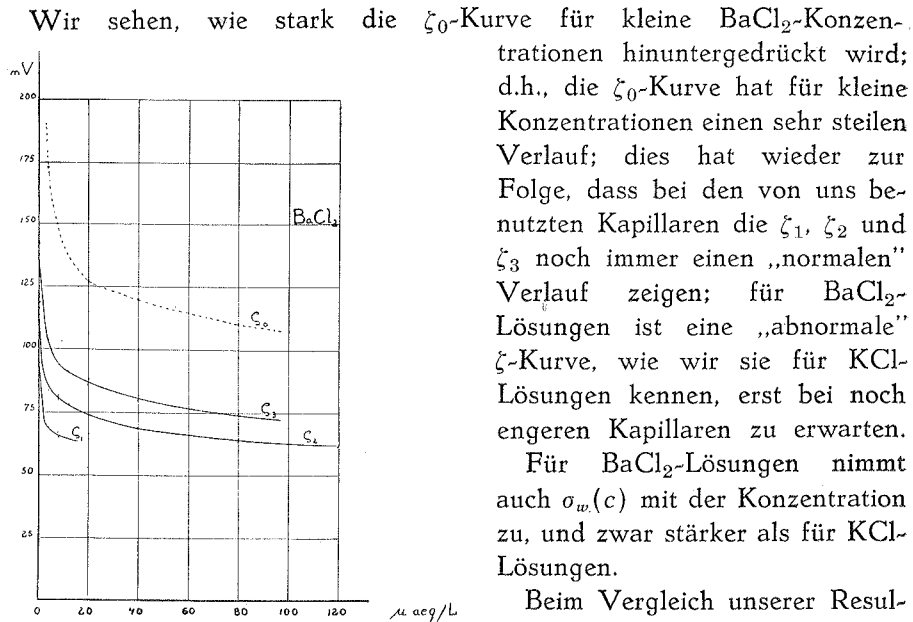 Wir sehen, wie stark die ζ₀-Kurve für kleine BaCl₂-Konzen-
trationen hinuntergedrückt wird;
d.h., die ζ₀-Kurve hat für kleine
Konzentrationen einen sehr steilen
Verlauf; dies hat wieder zur
Folge, dass bei den von uns be-
nutzten Kapillaren die ζ₁, ζ₂ und
ζ₃ noch immer einen „normalen”
Verlauf zeigen; für BaCl₂-
Lösungen ist eine „abnormale”
ζ-Kurve, wie wir sie für KCl-
Lösungen kennen, erst bei noch
engeren Kapillaren zu erwarten.
Für BaCl₂-Lösungen nimmt
auch σ_w(c) mit der Konzentration
zu, und zwar stärker als für KCl-
Lösungen.
Beim Vergleich unserer Resul-
mV
200
175
150
BaCl₂
125
ζ₀
100
75
ζ₃
ζ₁
ζ₂
50
25
0 20 40 60 80 100 120 μ aeq/L